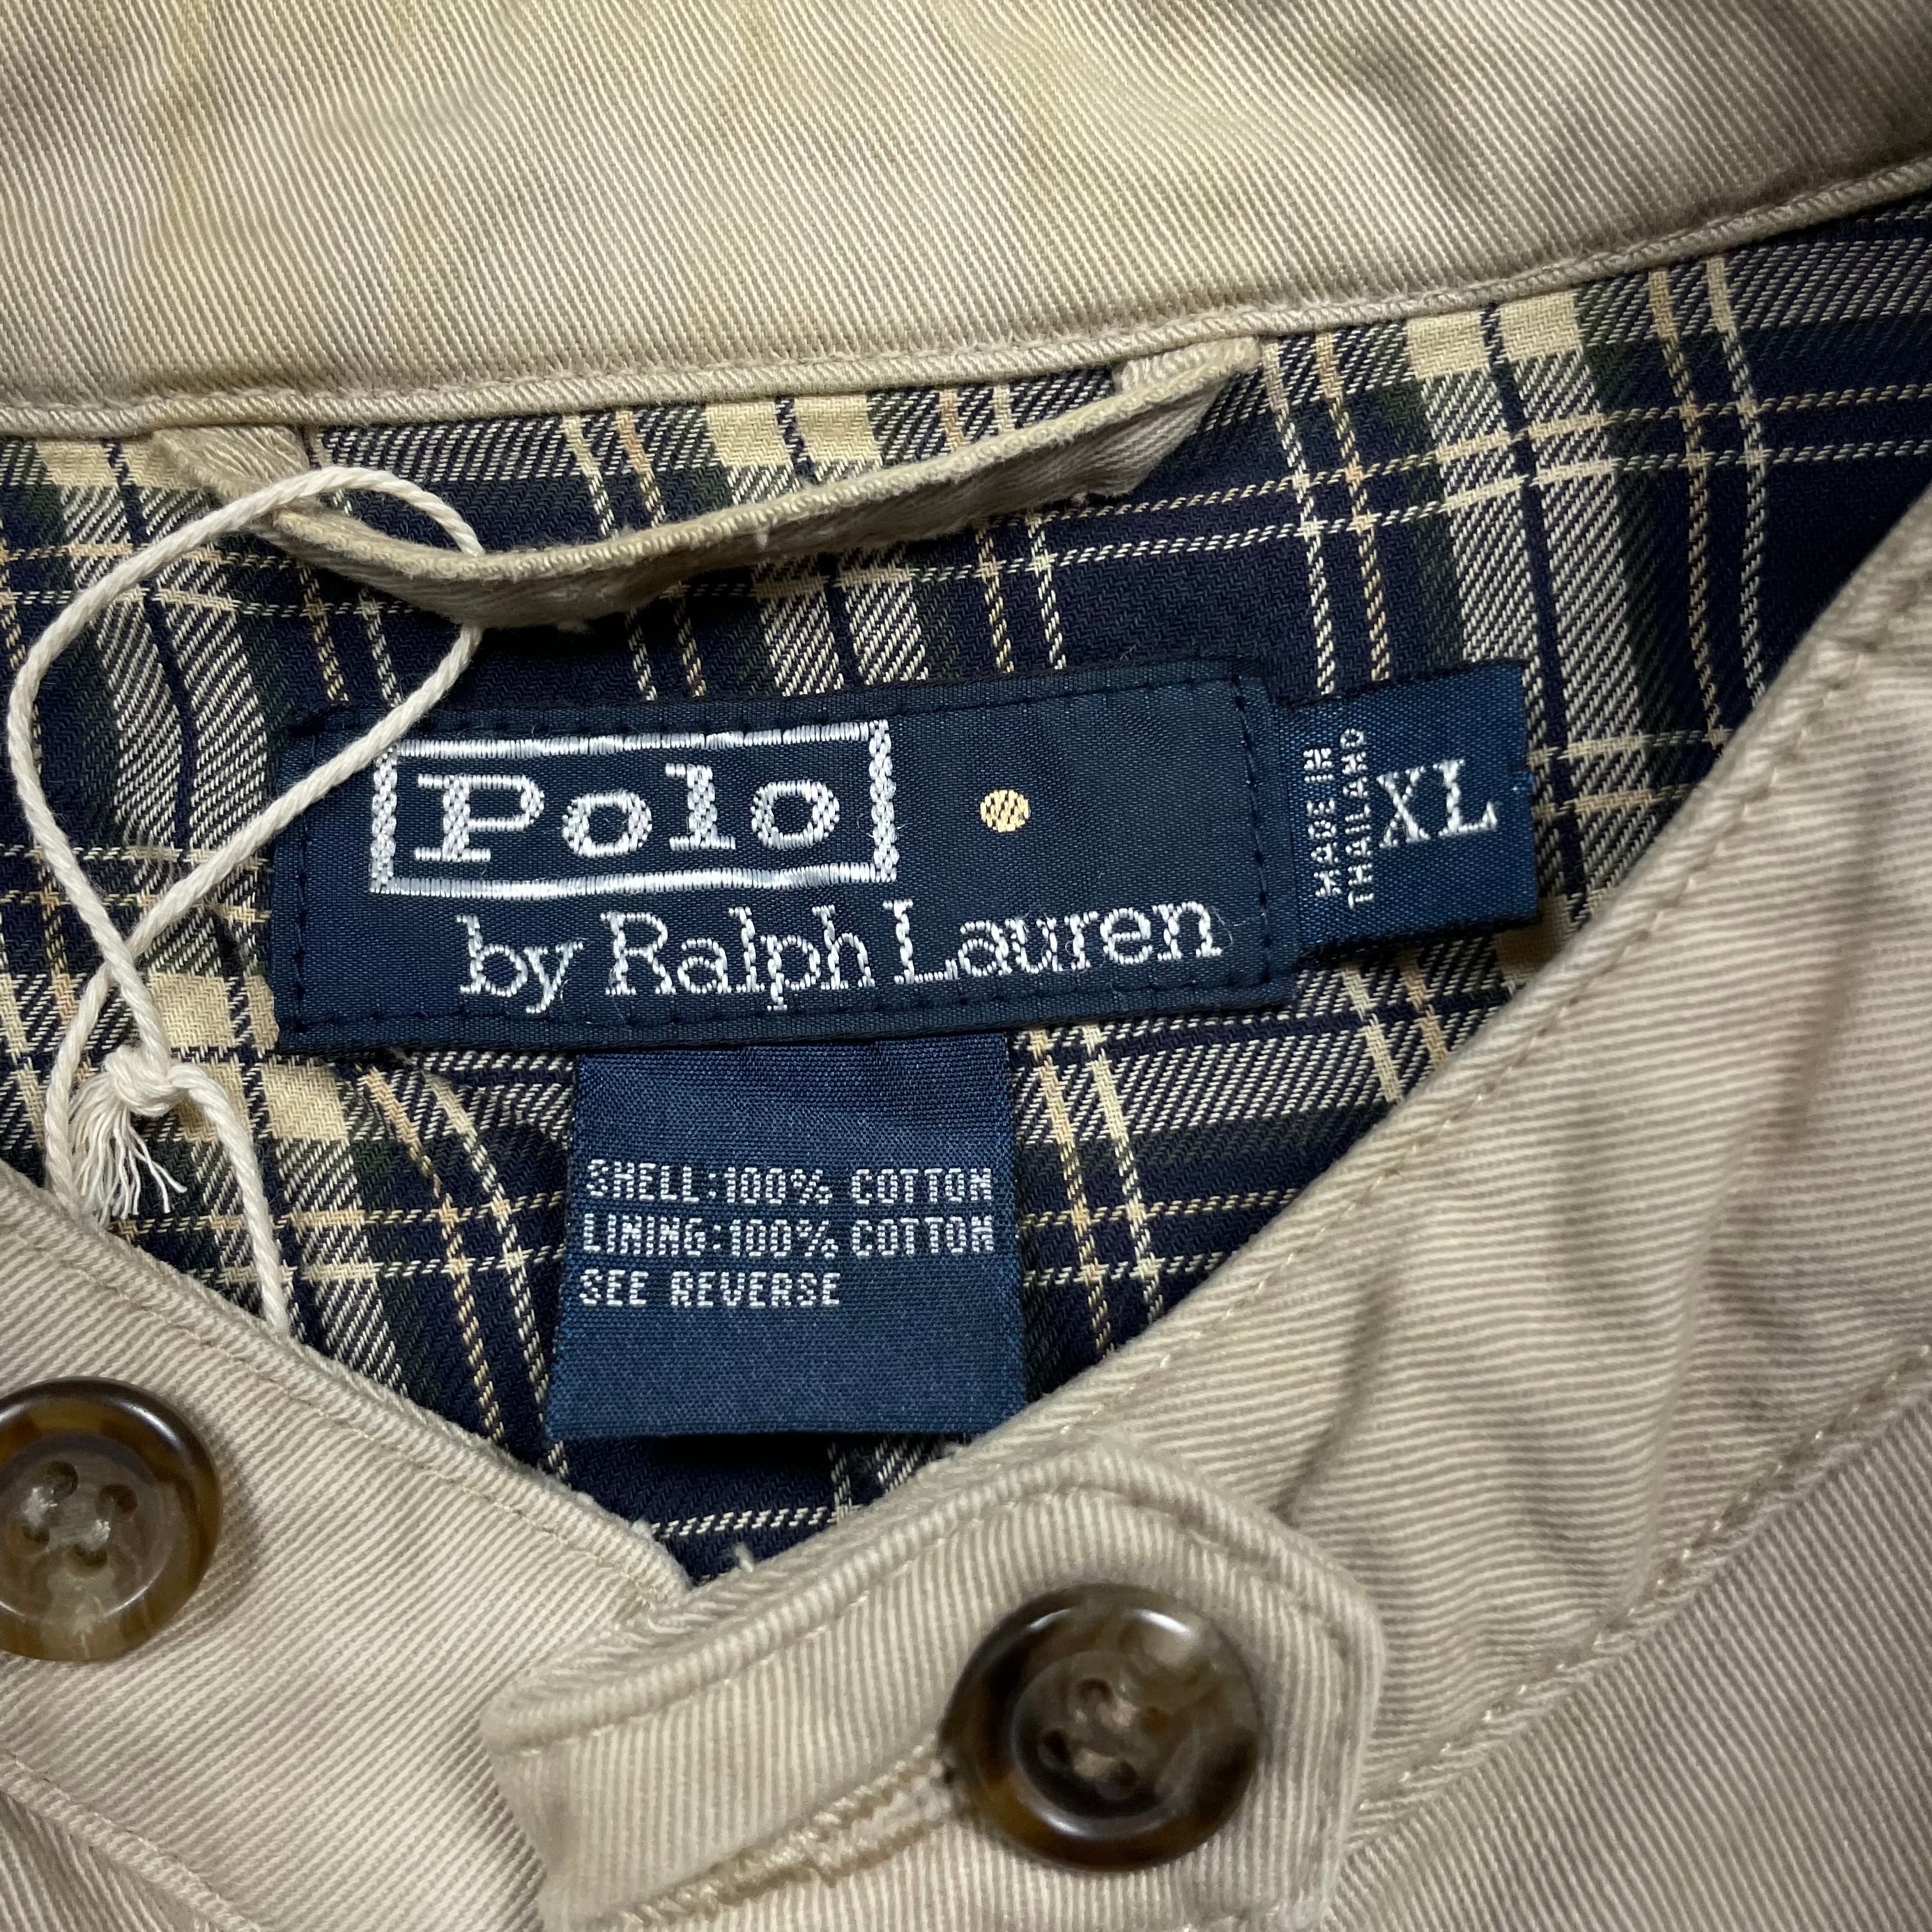 Polo
by Ralph Lauren
MADE IN
THAILAND
XL
SHELL:100% COTTON
LINING:100% COTTON
SEE REVERSE